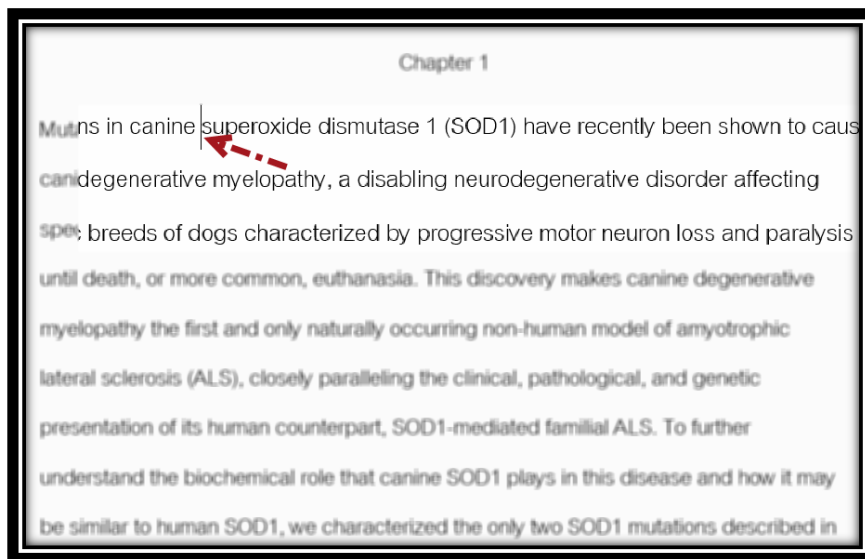 Chapter 1
Mutns in canine superoxide dismutase 1 (SOD1) have recently been shown to caus
canidegenerative myelopathy, a disabling neurodegenerative disorder affecting
spec breeds of dogs characterized by progressive motor neuron loss and paralysis
until death, or more common, euthanasia. This discovery makes canine degenerative
myelopathy the first and only naturally occurring non-human model of amyotrophic
lateral sclerosis (ALS), closely paralleling the clinical, pathological, and genetic
presentation of its human counterpart, SOD1-mediated familial ALS. To further
understand the biochemical role that canine SOD1 plays in this disease and how it may
be similar to human SOD1, we characterized the only two SOD1 mutations described in